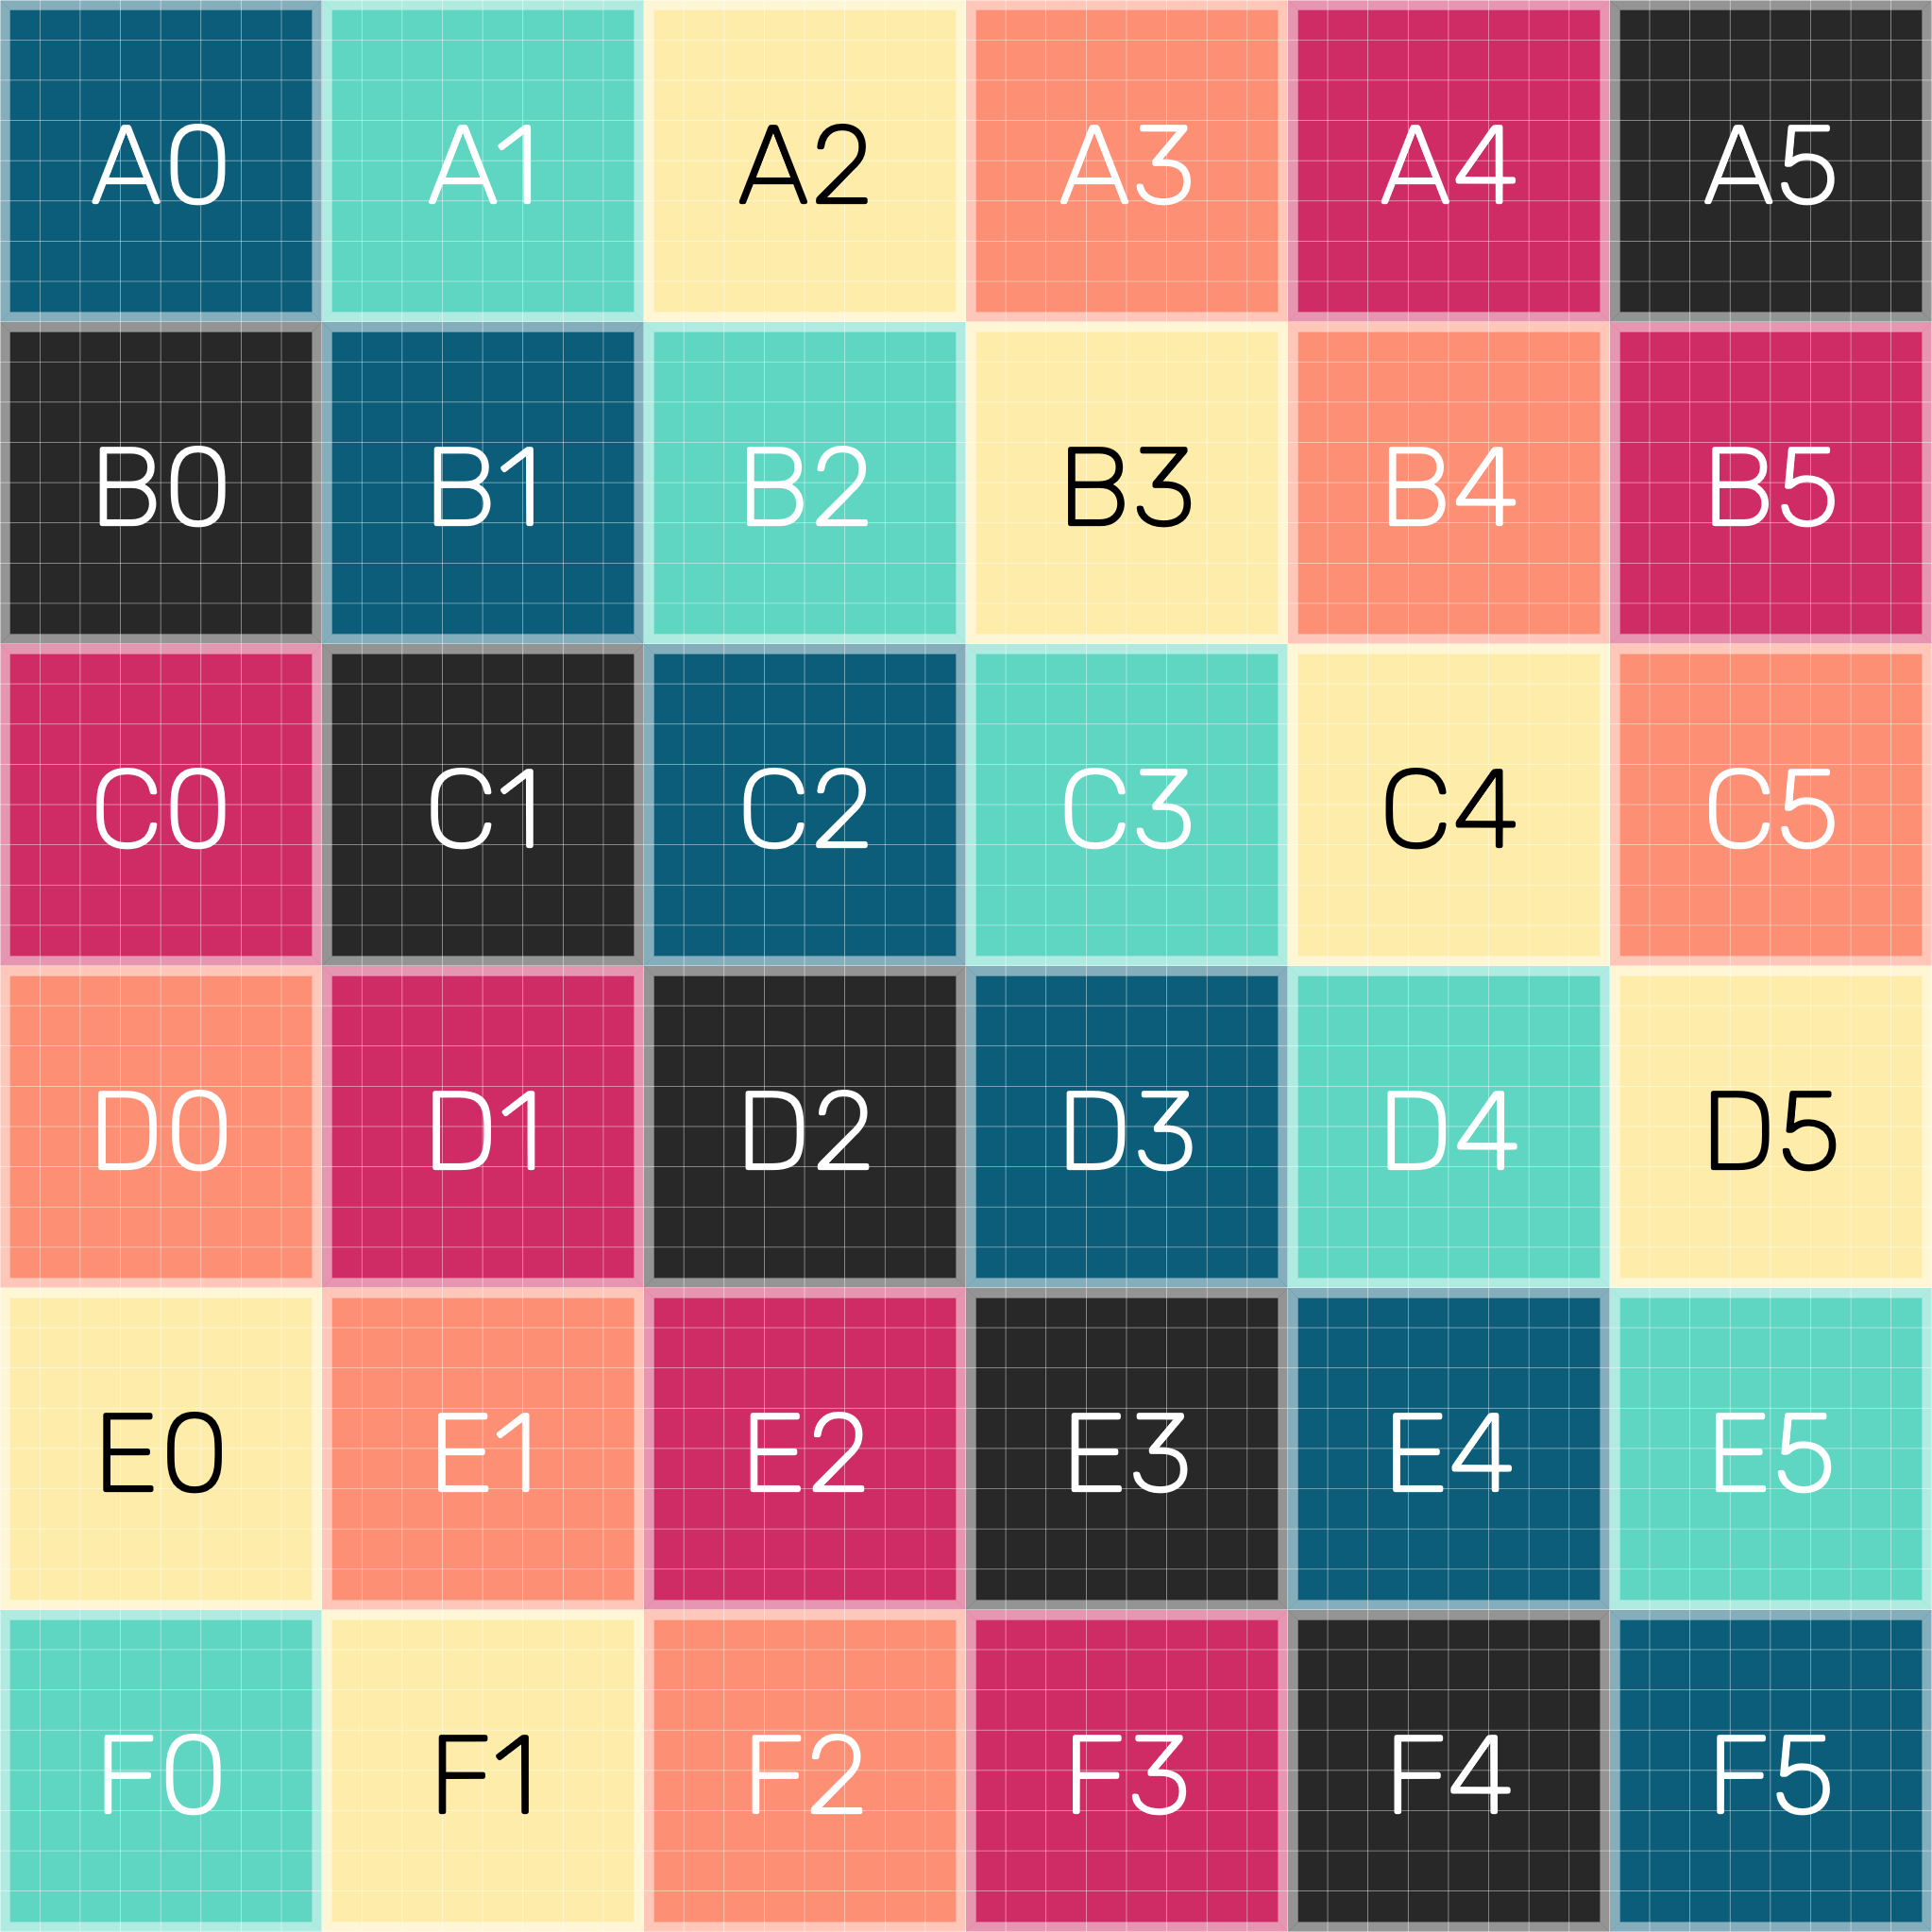 A0 A1 A2 A3 A4 A5
B0 B1 B2 B3 B4 B5
C0 C1 C2 C3 C4 C5
D0 D1 D2 D3 D4 D5
E0 E1 E2 E3 E4 E5
F0 F1 F2 F3 F4 F5